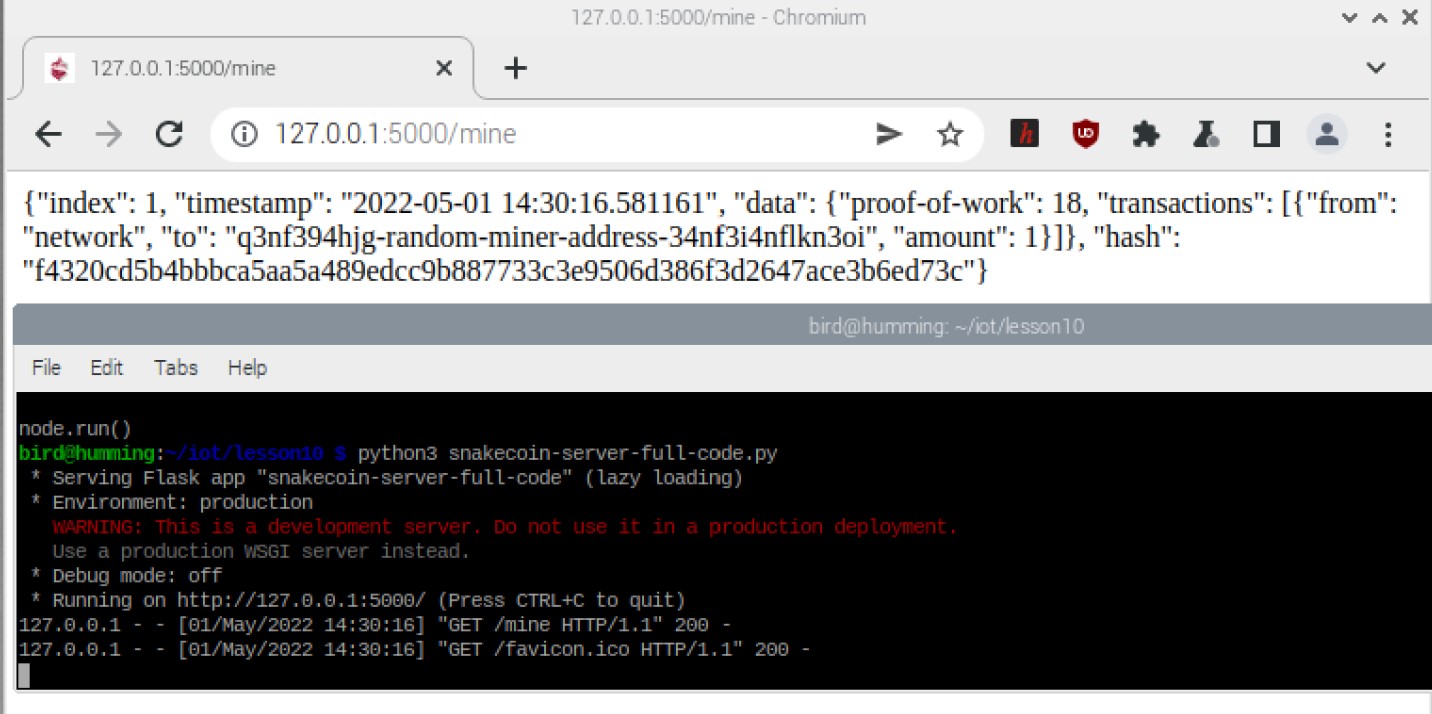 127.0.0.1:5000/mine - Chromium
127.0.0.1:5000/mine
127.0.0.1:5000/mine
{"index": 1, "timestamp": "2022-05-01 14:30:16.581161", "data": {"proof-of-work": 18, "transactions": [{"from":
"network", "to": "q3nf394hjg-random-miner-address-34nf3i4nflkn3oi", "amount": 1}]}, "hash":
"f4320cd5b4bbbca5aa5a489edcc9b887733c3e9506d386f3d2647ace3b6ed73c"}
bird@humming: ~/iot/lesson10
File Edit Tabs Help
node.run()
bird@humming:~/iot/lesson10 $ python3 snakecoin-server-full-code.py
* Serving Flask app "snakecoin-server-full-code" (lazy loading)
* Environment: production
WARNING: This is a development server. Do not use it in a production deployment.
Use a production WSGI server instead.
* Debug mode: off
* Running on http://127.0.0.1:5000/ (Press CTRL+C to quit)
127.0.0.1 - - [01/May/2022 14:30:16] "GET /mine HTTP/1.1" 200 -
127.0.0.1 - - [01/May/2022 14:30:16] "GET /favicon.ico HTTP/1.1" 200 -